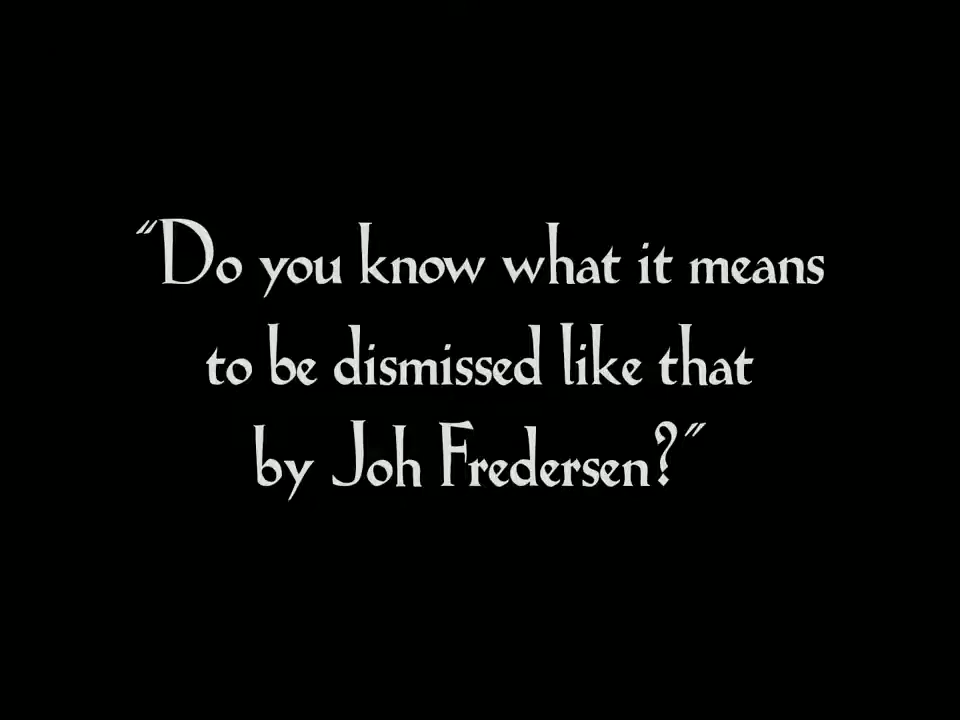 “Do you know what it means
to be dismissed like that
by Joh Fredersen?”